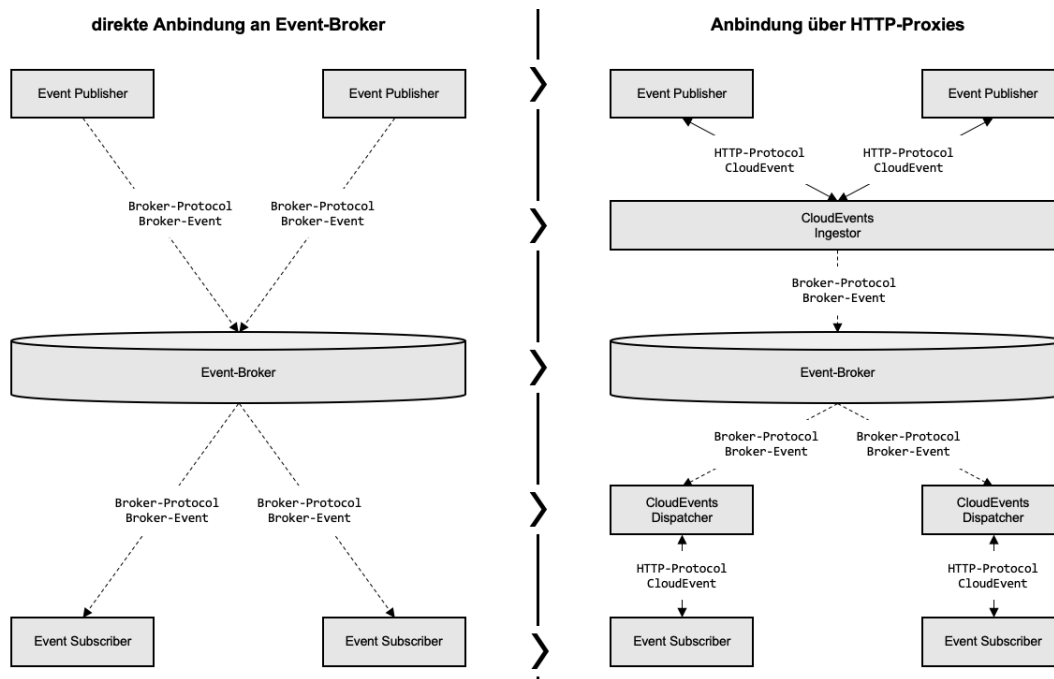 direkte Anbindung an Event-Broker
Event Publisher
Event Publisher
Broker-Protocol
Broker-Event
Broker-Protocol
Broker-Event
Event-Broker
Broker-Protocol
Broker-Event
Broker-Protocol
Broker-Event
Event Subscriber
Event Subscriber
Anbindung über HTTP-Proxies
Event Publisher
Event Publisher
HTTP-Protocol
CloudEvent
HTTP-Protocol
CloudEvent
CloudEvents
Ingestor
Broker-Protocol
Broker-Event
Event-Broker
Broker-Protocol
Broker-Event
Broker-Protocol
Broker-Event
CloudEvents
Dispatcher
CloudEvents
Dispatcher
HTTP-Protocol
CloudEvent
HTTP-Protocol
CloudEvent
Event Subscriber
Event Subscriber